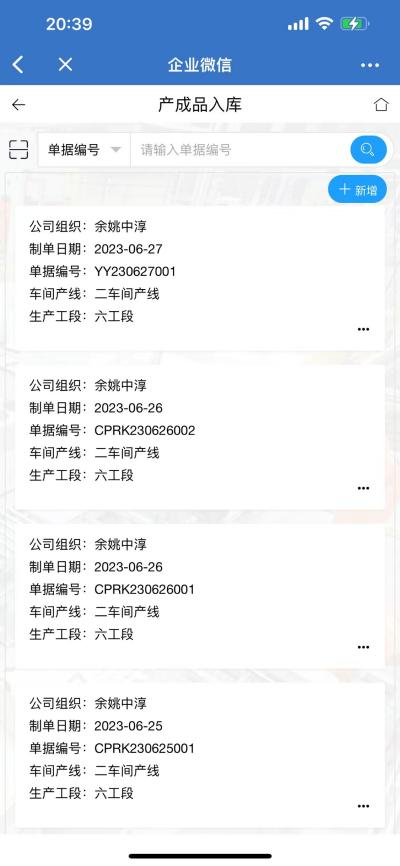 20:39
企业微信
产成品入库
单据编号
请输入单据编号
新增
公司组织：余姚中淳
制单日期：2023-06-27
单据编号：YY230627001
车间产线：二车间产线
生产工段：六工段
公司组织：余姚中淳
制单日期：2023-06-26
单据编号：CPRK230626002
车间产线：二车间产线
生产工段：六工段
公司组织：余姚中淳
制单日期：2023-06-26
单据编号：CPRK230626001
车间产线：二车间产线
生产工段：六工段
公司组织：余姚中淳
制单日期：2023-06-25
单据编号：CPRK230625001
车间产线：二车间产线
生产工段：六工段